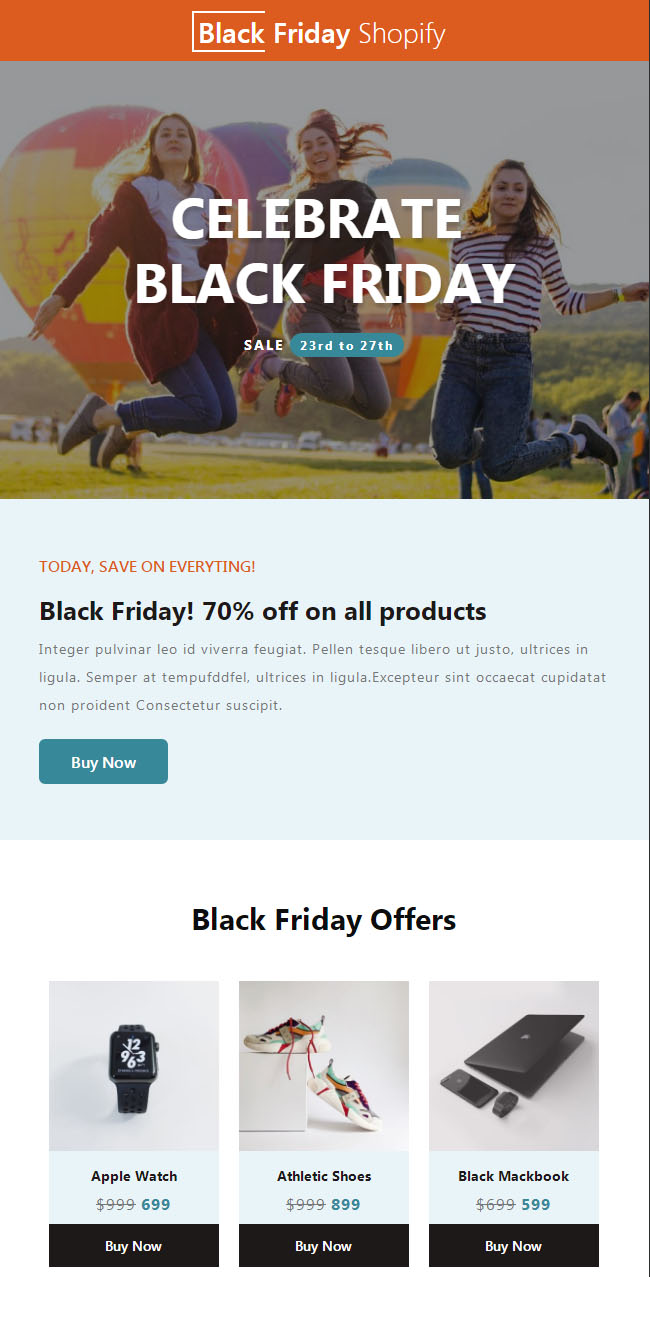 Black Friday Shopify
CELEBRATE
BLACK FRIDAY
SALE 23rd to 27th
TODAY, SAVE ON EVERYTING!
Black Friday! 70% off on all products
Integer pulvinar leo id viverra feugiat. Pellen tesque libero ut justo, ultrices in
ligula. Semper at tempufddfel, ultrices in ligula.Excepteur sint occaecat cupidatat
non proident Consectetur suscipit.
Buy Now
Black Friday Offers
12
963
Apple Watch
$999 699
Buy Now
Athletic Shoes
$999 899
Buy Now
Black Mackbook
$699 599
Buy Now